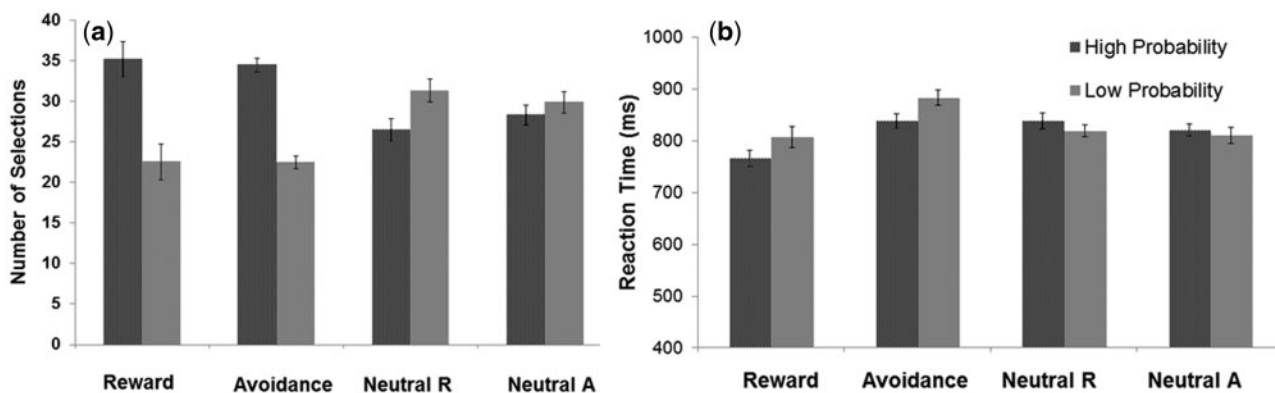 (a)
Number of Selections
40
35
30
25
20
15
10
5
0
Reward Avoidance Neutral R Neutral A
(b)
Reaction Time (ms)
1000
900
800
700
600
500
400
High Probability
Low Probability
Reward Avoidance Neutral R Neutral A